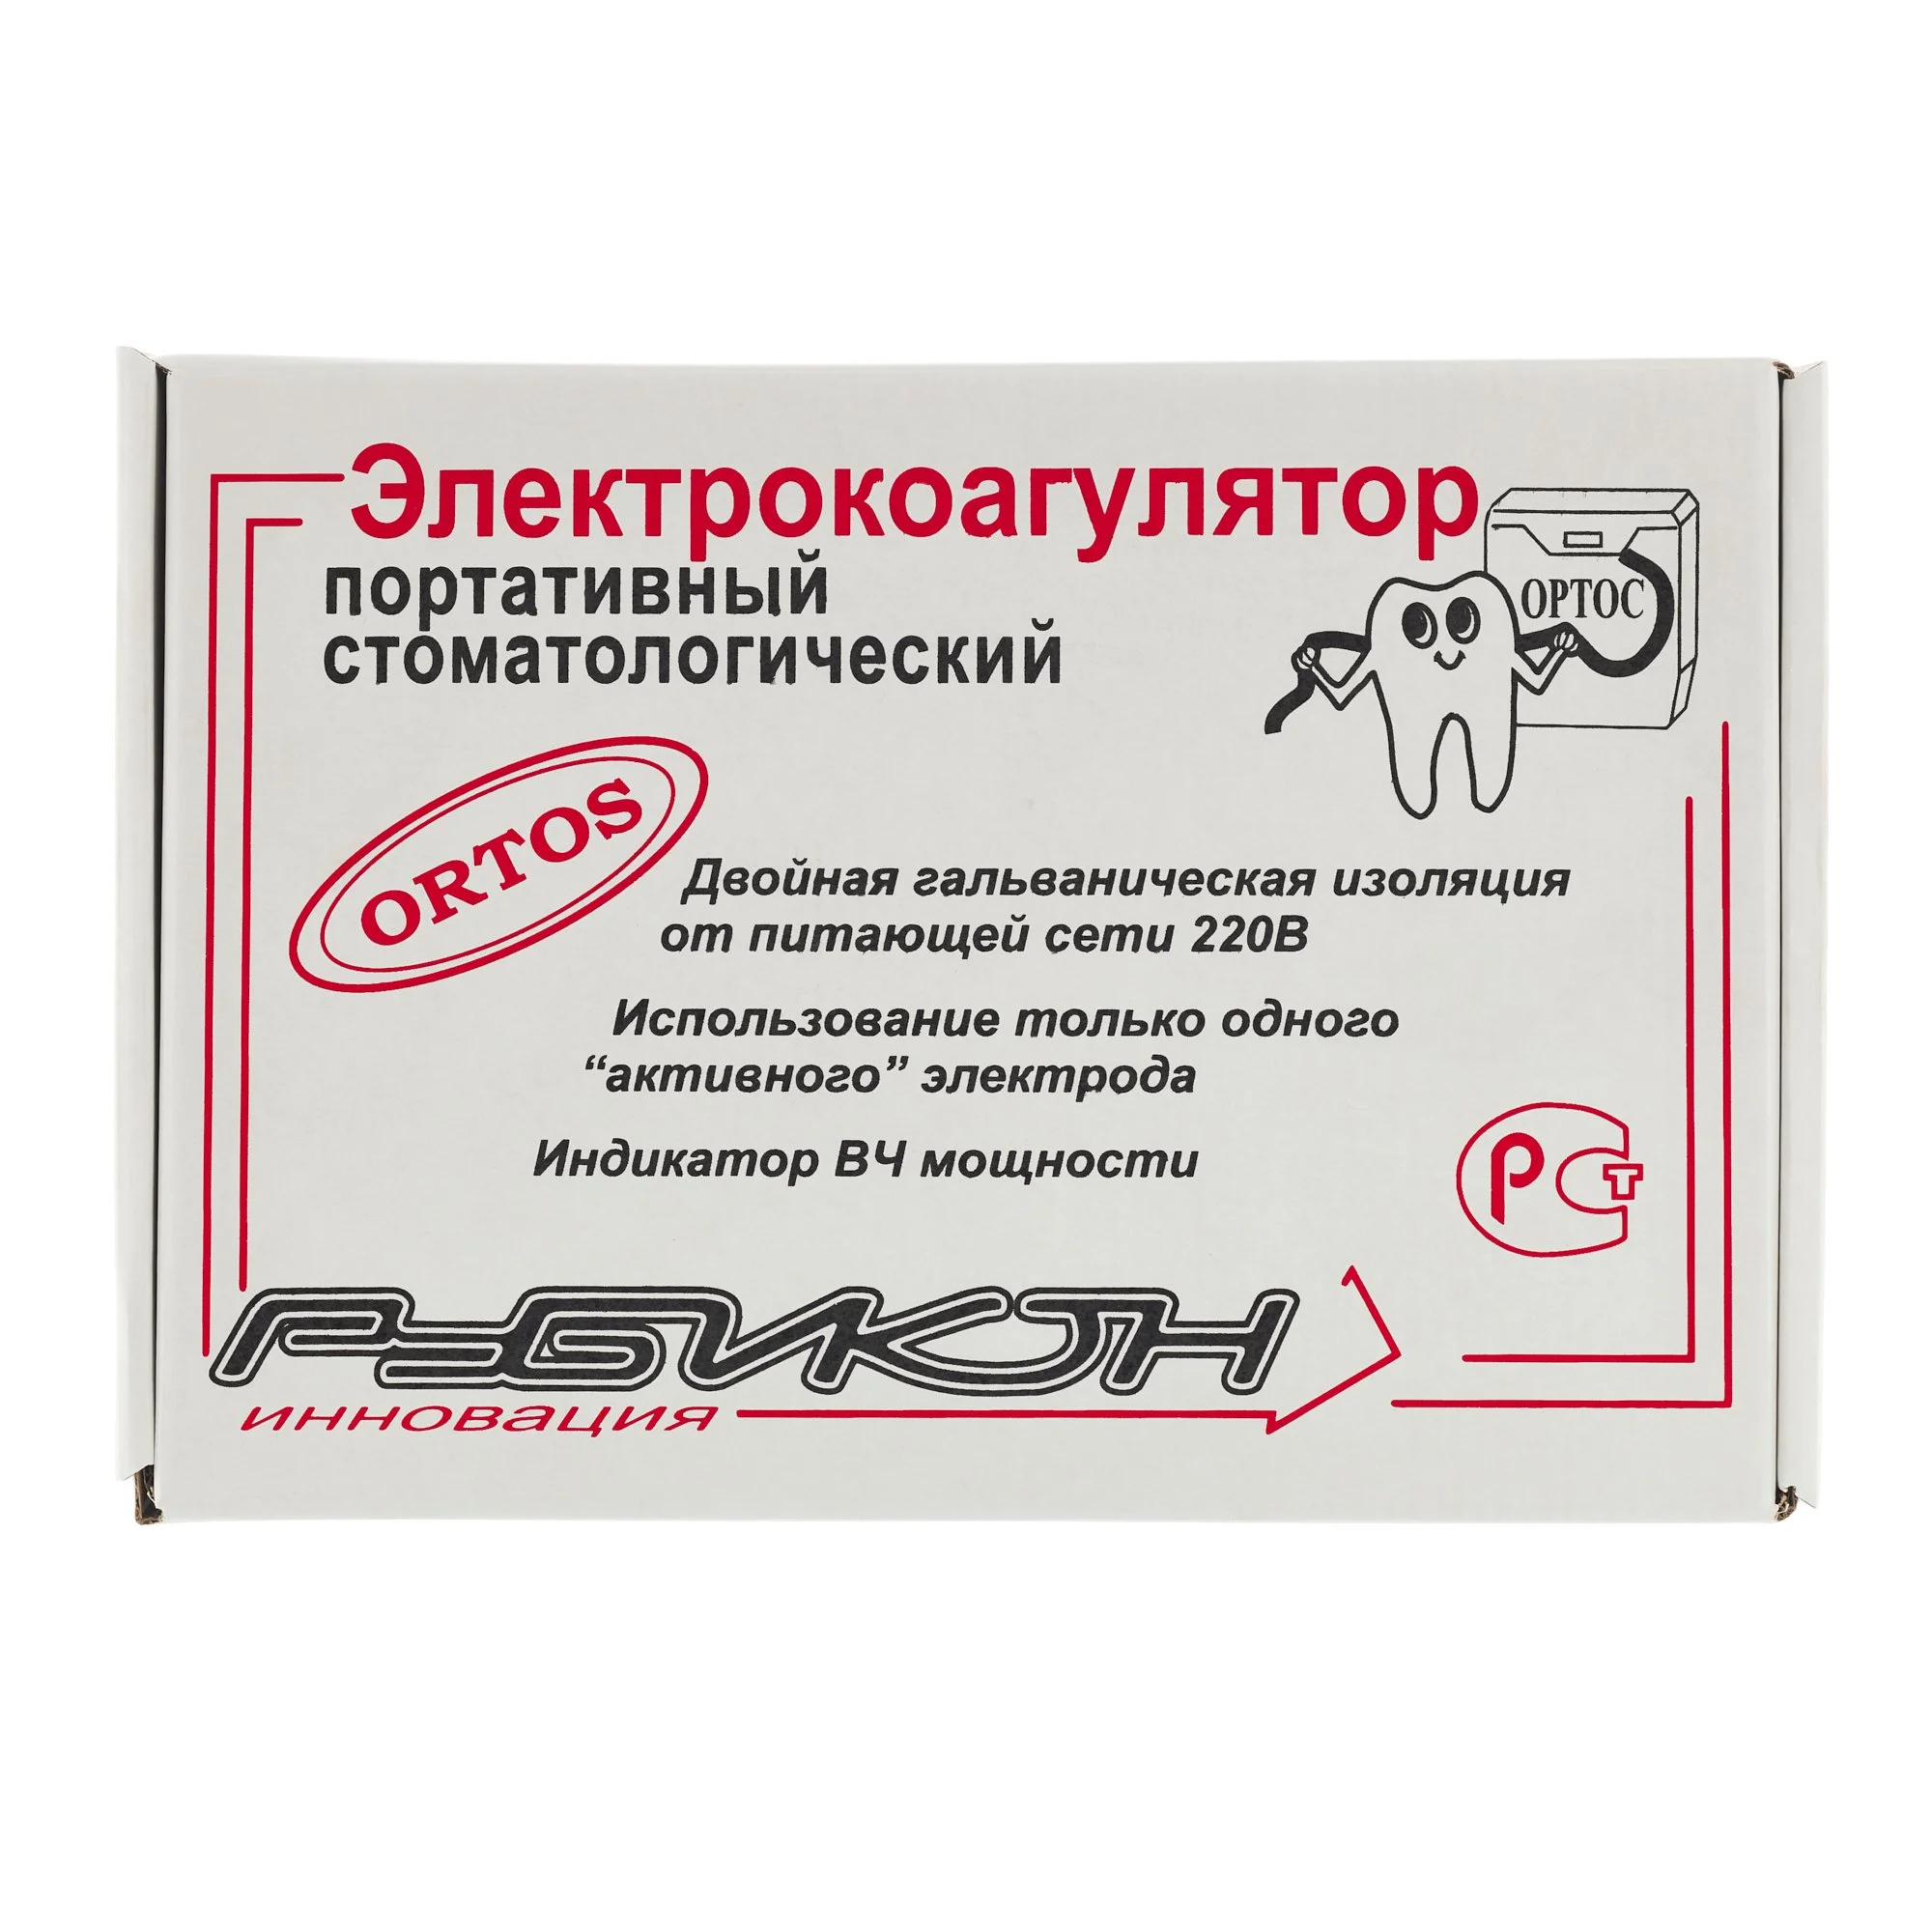 Электрокоагулятор
портативный
стоматологический
ОРТОС
ORTOS
Двойная гальваническая изоляция
от питающей сети 220В
Использование только одного
“активного” электрода
Индикатор ВЧ мощности
РСТ
РУБИКОН
инновация